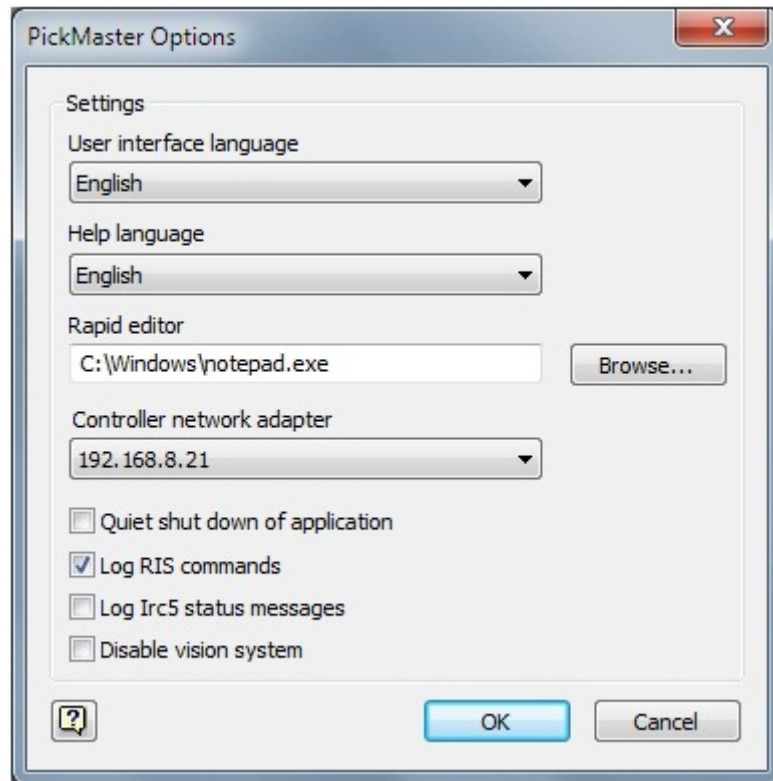 PickMaster Options
Settings
User interface language
English
Help language
English
Rapid editor
C:\Windows\notepad.exe
Browse...
Controller network adapter
192.168.8.21
Quiet shut down of application
Log RIS commands
Log Irc5 status messages
Disable vision system
OK
Cancel